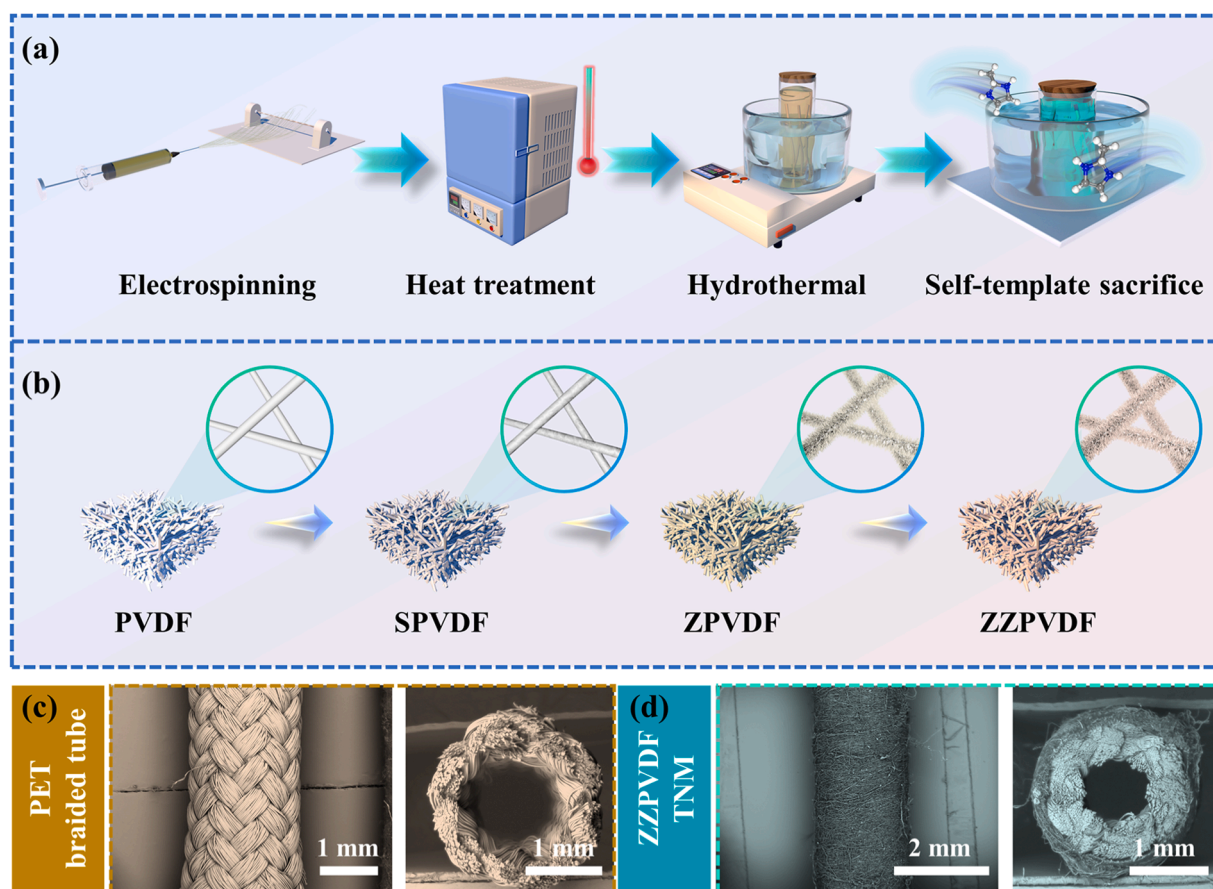 (a)
Electrospinning
Heat treatment
Hydrothermal
Self-template sacrifice
(b)
PVDF
SPVDF
ZPVDF
ZZPVDF
(c)
PET
braided tube
1 mm
1 mm
(d)
ZZPVDF
TNM
2 mm
1 mm